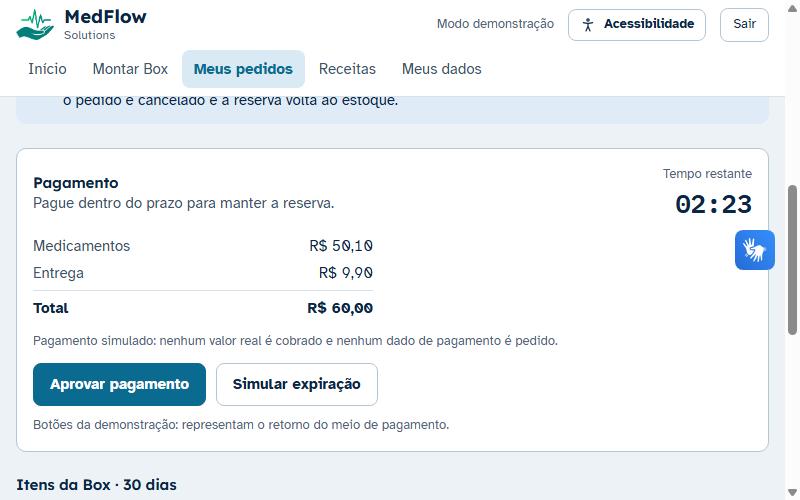 MedFlow
Solutions
Modo demonstração
Acessibilidade
Sair
Início
Montar Box
Meus pedidos
Receitas
Meus dados
o pedido é cancelado e a reserva volta ao estoque.
Pagamento
Pague dentro do prazo para manter a reserva.
Tempo restante
02:23
Medicamentos R$ 50,10
Entrega R$ 9,90
Total R$ 60,00
Pagamento simulado: nenhum valor real é cobrado e nenhum dado de pagamento é pedido.
Aprovar pagamento
Simular expiração
Botões da demonstração: representam o retorno do meio de pagamento.
Itens da Box · 30 dias